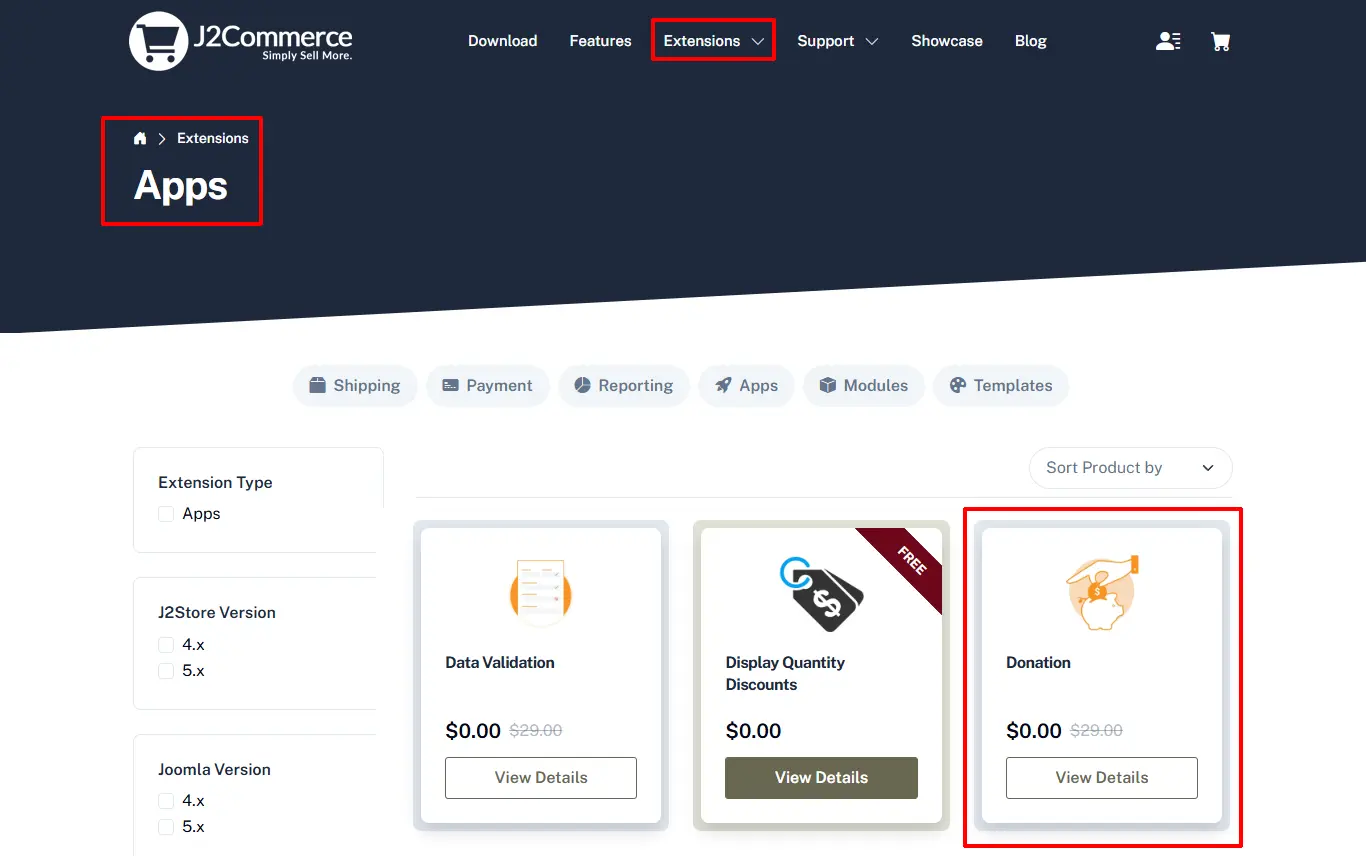 J2Commerce
Simply Sell More.
Download
Features
Extensions
Support
Showcase
Blog
Extensions
Apps
Shipping
Payment
Reporting
Apps
Modules
Templates
Extension Type
Apps
J2Store Version
4.x
5.x
Joomla Version
4.x
5.x
Sort Product by
Data Validation
$0.00 $29.00
View Details
FREE
Display Quantity
Discounts
$0.00
View Details
Donation
$0.00 $29.00
View Details